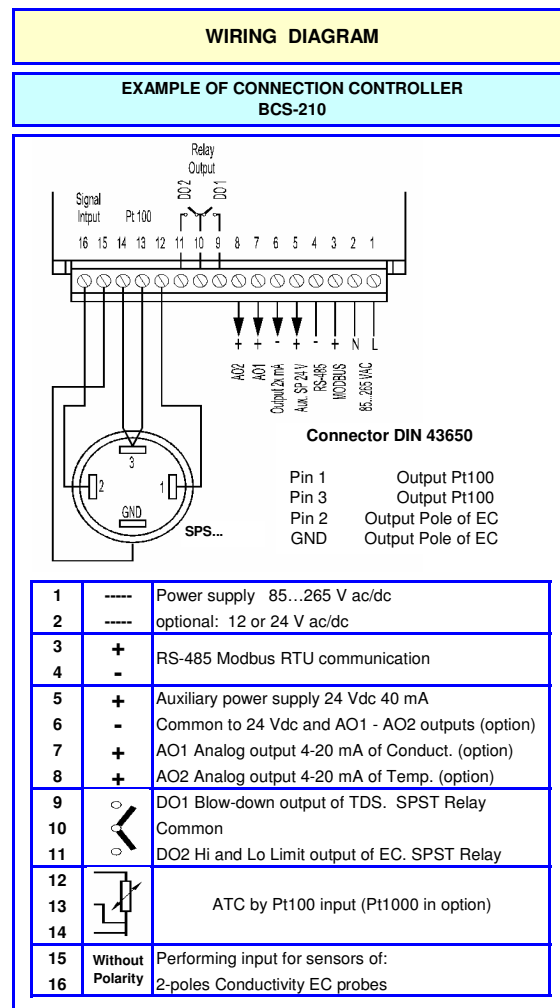 WIRING DIAGRAM
EXAMPLE OF CONNECTION CONTROLLER
BCS-210
Relay
Output
DO 2
DO 1
Signal
Intput
Pt 100
16 15 14 13 12 11 10 9 8 7 6 5 4 3 2 1
+ + - + - + N L
AO2
AO1
Output 2x mA
Aux. SP 24 V
RS-485
MODBUS
85...265 VAC
Connector DIN 43650
3
2
1
GND
SPS...
Pin 1 Output Pt100
Pin 3 Output Pt100
Pin 2 Output Pole of EC
GND Output Pole of EC
1 ----- Power supply 85…265 V ac/dc
2 ----- optional: 12 or 24 V ac/dc
3 +
RS-485 Modbus RTU communication
4 -
5 + Auxiliary power supply 24 Vdc 40 mA
6 - Common to 24 Vdc and AO1 - AO2 outputs (option)
7 + AO1 Analog output 4-20 mA of Conduct. (option)
8 + AO2 Analog output 4-20 mA of Temp. (option)
9 DO1 Blow-down output of TDS. SPST Relay
10 Common
11 DO2 Hi and Lo Limit output of EC. SPST Relay
12
13 ATC by Pt100 input (Pt1000 in option)
14
15 Without Performing input for sensors of:
16 Polarity 2-poles Conductivity EC probes